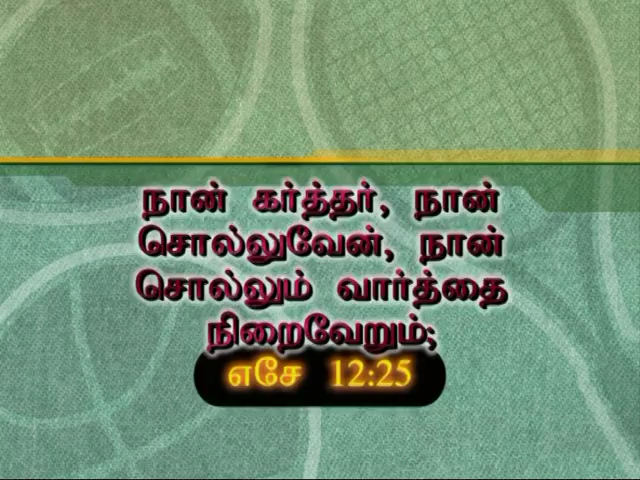 நான் கர்த்தர், நான்
சொல்லுவேன், நான்
சொல்லும் வார்த்தை
நிறைவேறும்;
எசே 12:25